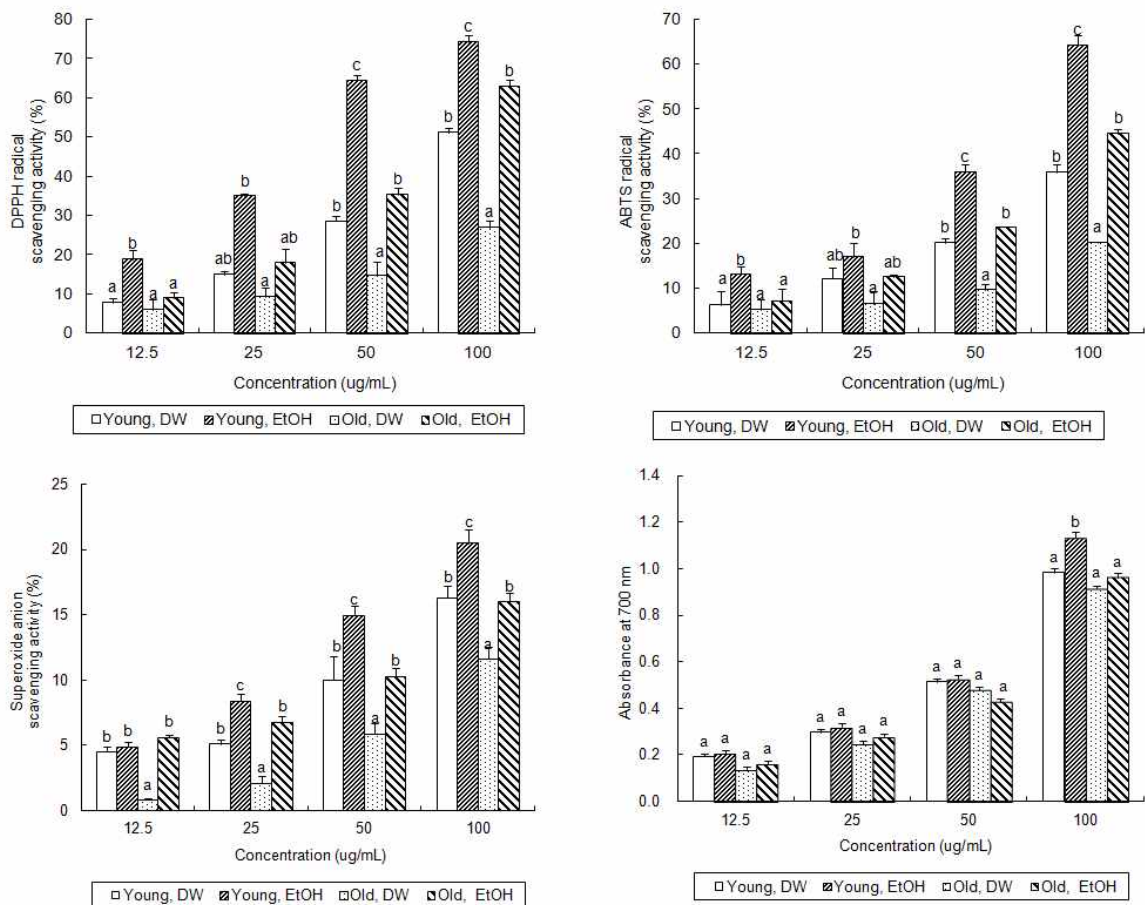 DPPH radical
scavenging activity (%)
80
70
60
50
40
30
20
10
0
a b a a
ab b a ab
b c a b
b c a b
12.5 25 50 100
Concentration (ug/mL)
Young, DW Young, EtOH Old, DW Old, EtOH
ABTS radical
scavenging activity (%)
70
60
50
40
30
20
10
0
a b a a
ab b a ab
b c a b
b c a b
12.5 25 50 100
Concentration (ug/mL)
Young, DW Young, EtOH Old, DW Old, EtOH
Superoxide anion
scavenging activity (%)
25
20
15
10
5
0
b b a b
b c a b
b c a b
b c a b
12.5 25 50 100
Concentration (ug/mL)
Young, DW Young, EtOH Old, DW Old, EtOH
Absorbance at 700 nm
1.4
1.2
1.0
0.8
0.6
0.4
0.2
0.0
a a a a
a a a a
a a a a
a b a a
12.5 25 50 100
Concentration (ug/mL)
Young, DW Young, EtOH Old, DW Old, EtOH